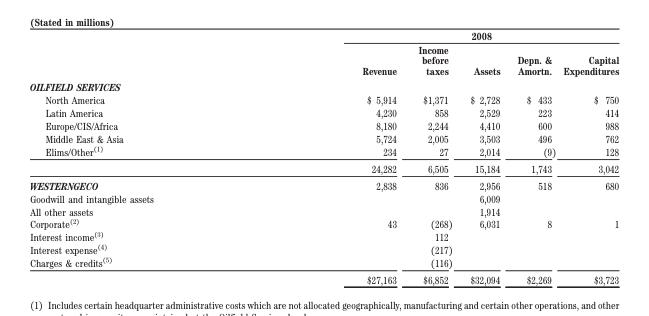 (Stated in millions)
2008
Income
before Depn. & Capital
Revenue taxes Assets Amortn. Expenditures
OILFIELD SERVICES
North America $ 5,914 $1,371 $ 2,728 $ 433 $ 750
Latin America 4,230 858 2,529 223 414
Europe/CIS/Africa 8,180 2,244 4,410 600 988
Middle East & Asia 5,724 2,005 3,503 496 762
Elims/Other(1) 234 27 2,014 (9) 128
24,282 6,505 15,184 1,743 3,042
WESTERNGECO 2,838 836 2,956 518 680
Goodwill and intangible assets 6,009
All other assets 1,914
Corporate(2) 43 (268) 6,031 8 1
Interest income(3) 112
Interest expense(4) (217)
Charges & credits(5) (116)
$27,163 $6,852 $32,094 $2,269 $3,723
(1) Includes certain headquarter administrative costs which are not allocated geographically, manufacturing and certain other operations, and other